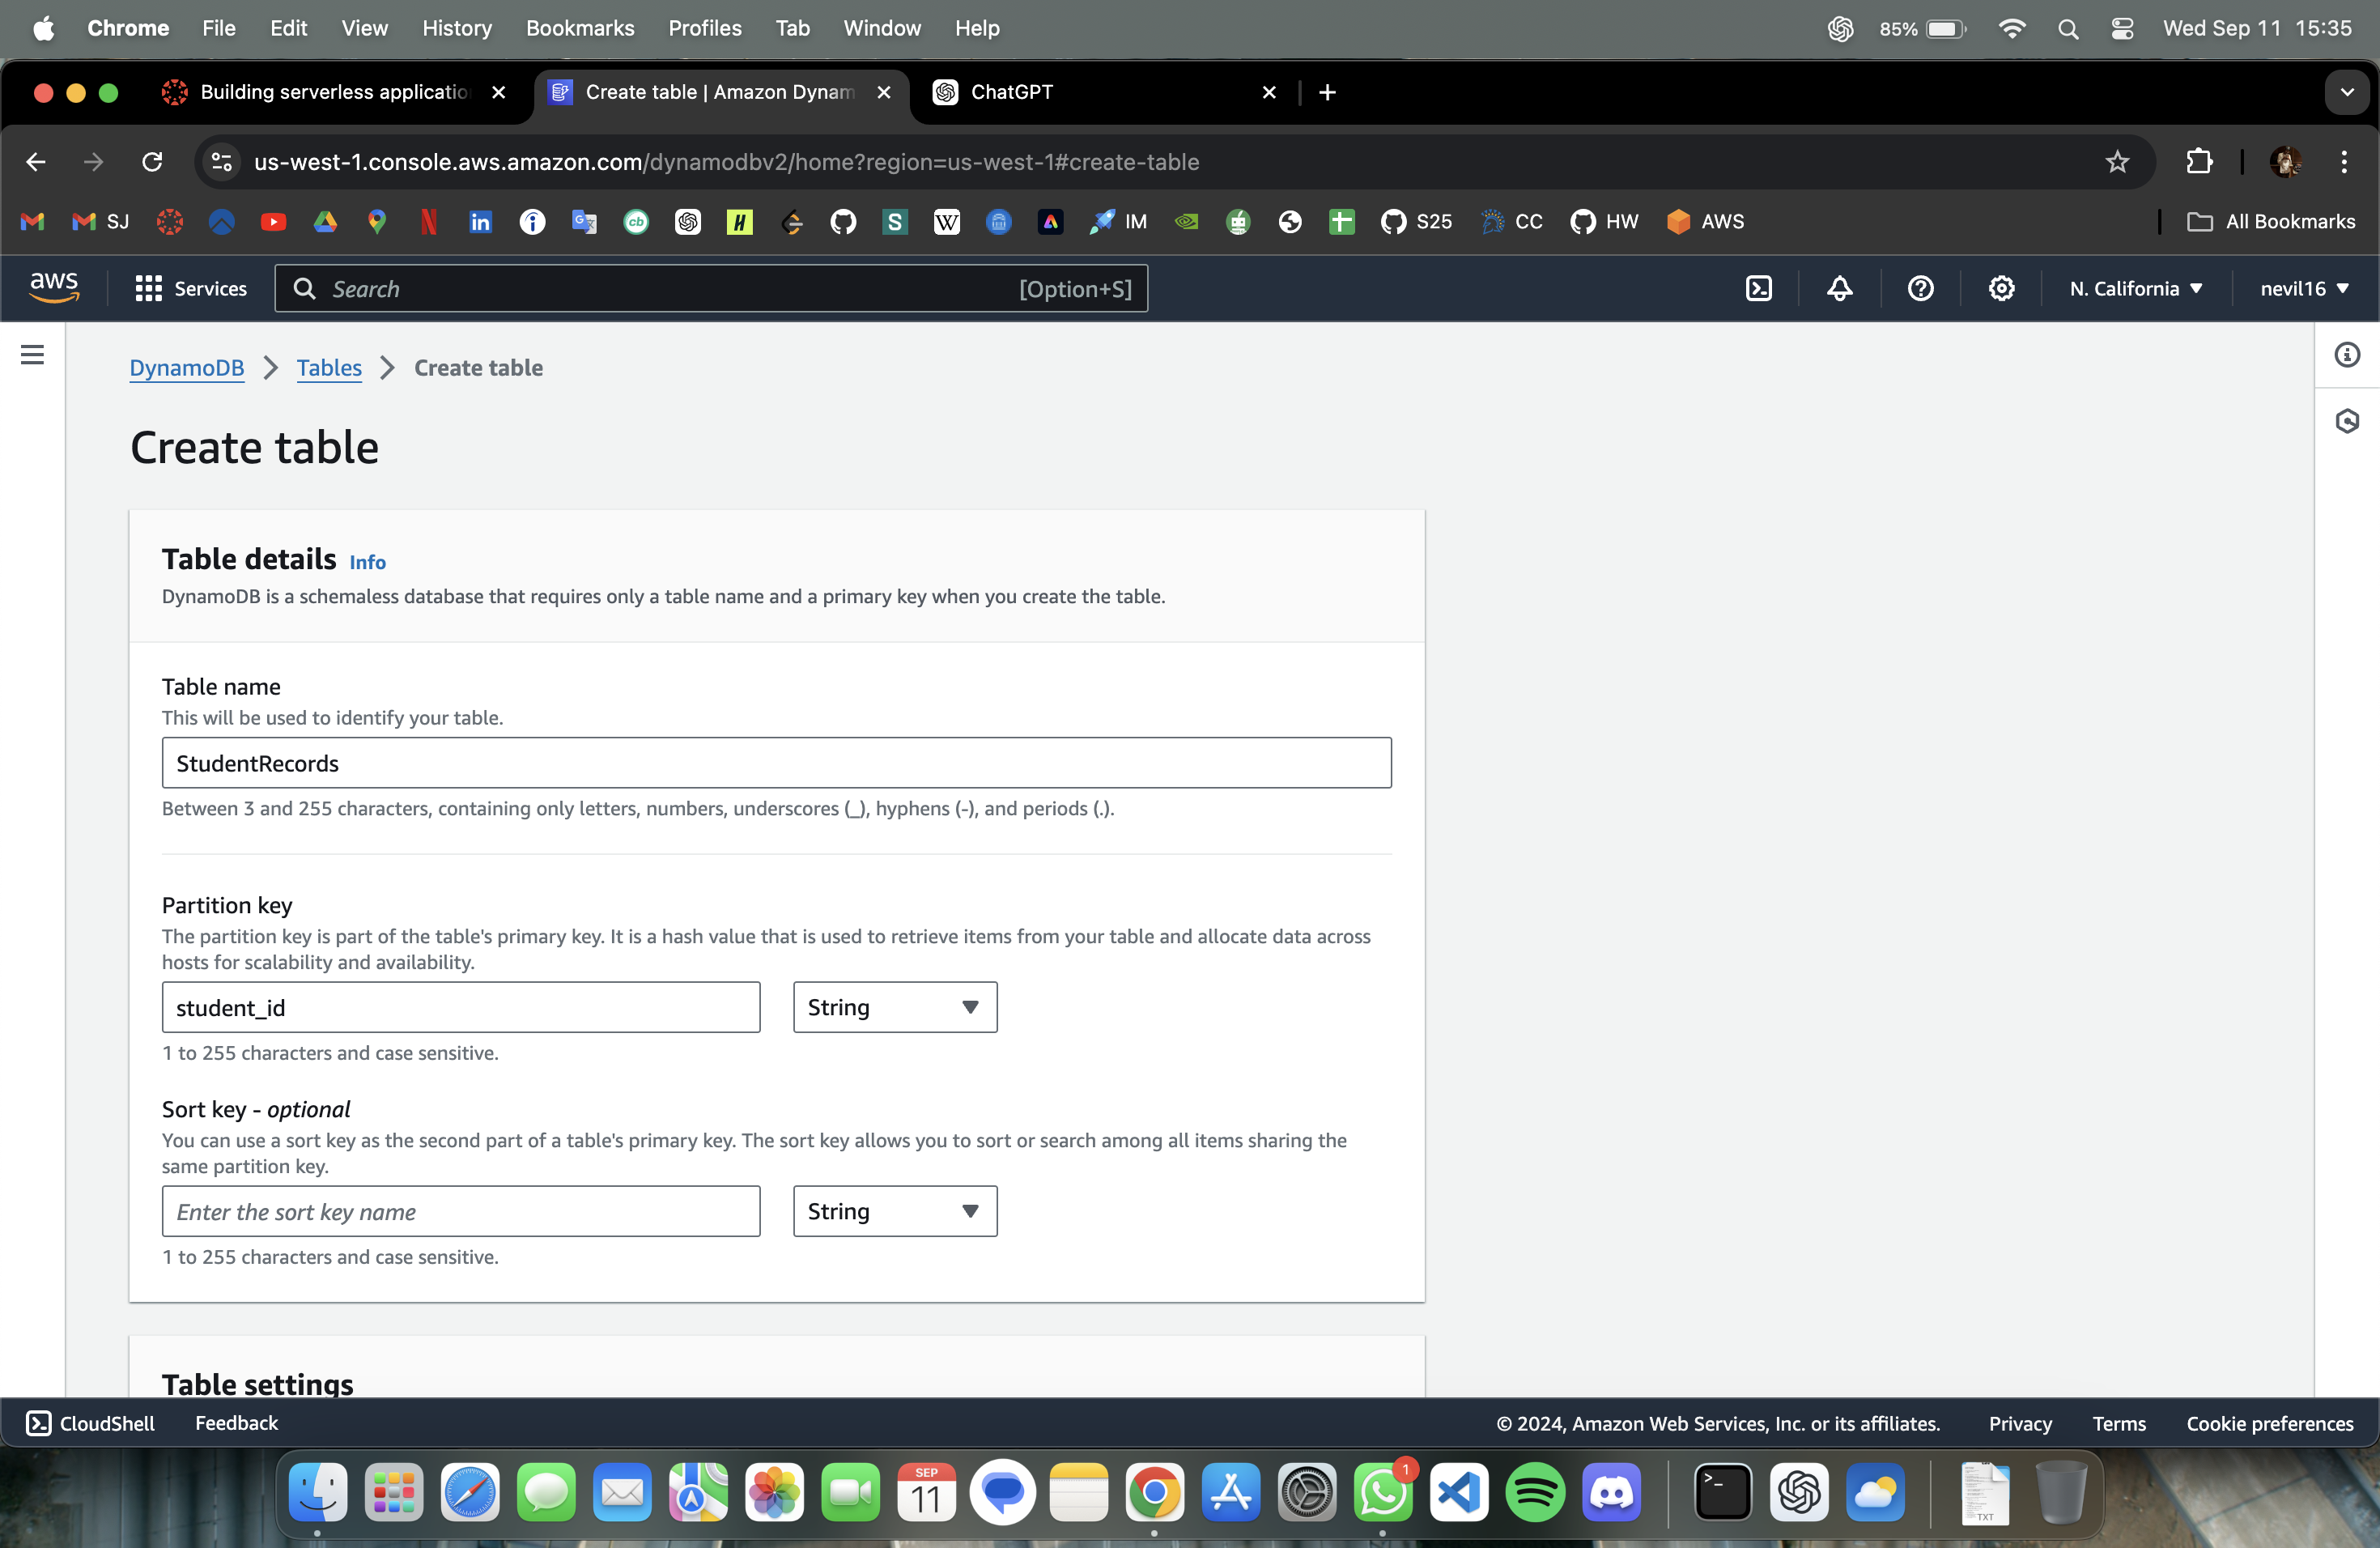 Chrome File Edit View History Bookmarks Profiles Tab Window Help 85% Wed Sep 11 15:35
Building serverless applicatio Create table | Amazon Dynam ChatGPT
us-west-1.console.aws.amazon.com/dynamodbv2/home?region=us-west-1#create-table
SJ IM S25 CC HW AWS All Bookmarks
aws Services Search [Option+S] N. California nevil16
DynamoDB Tables Create table
Create table
Table details Info
DynamoDB is a schemaless database that requires only a table name and a primary key when you create the table.
Table name
This will be used to identify your table.
StudentRecords
Between 3 and 255 characters, containing only letters, numbers, underscores (_), hyphens (-), and periods (.).
Partition key
The partition key is part of the table's primary key. It is a hash value that is used to retrieve items from your table and allocate data across
hosts for scalability and availability.
student_id String
1 to 255 characters and case sensitive.
Sort key - optional
You can use a sort key as the second part of a table's primary key. The sort key allows you to sort or search among all items sharing the
same partition key.
Enter the sort key name String
1 to 255 characters and case sensitive.
Table settings
CloudShell Feedback © 2024, Amazon Web Services, Inc. or its affiliates. Privacy Terms Cookie preferences
SEP
11
1
TXT